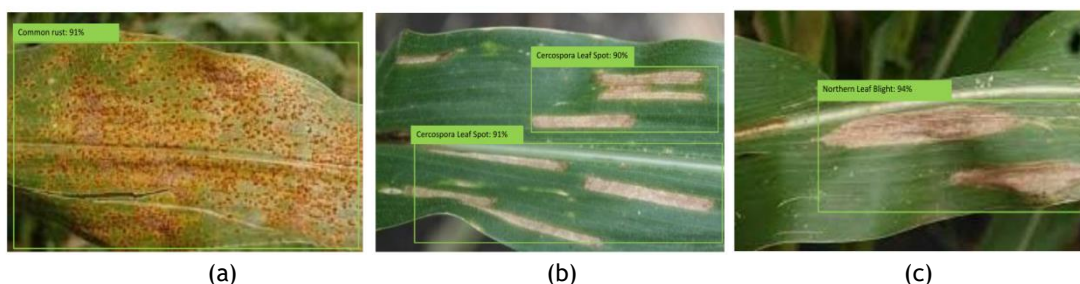 Common rust: 91%
Cercospora Leaf Spot: 90%
Cercospora Leaf Spot: 91%
Northern Leaf Blight: 94%
(a)
(b)
(c)